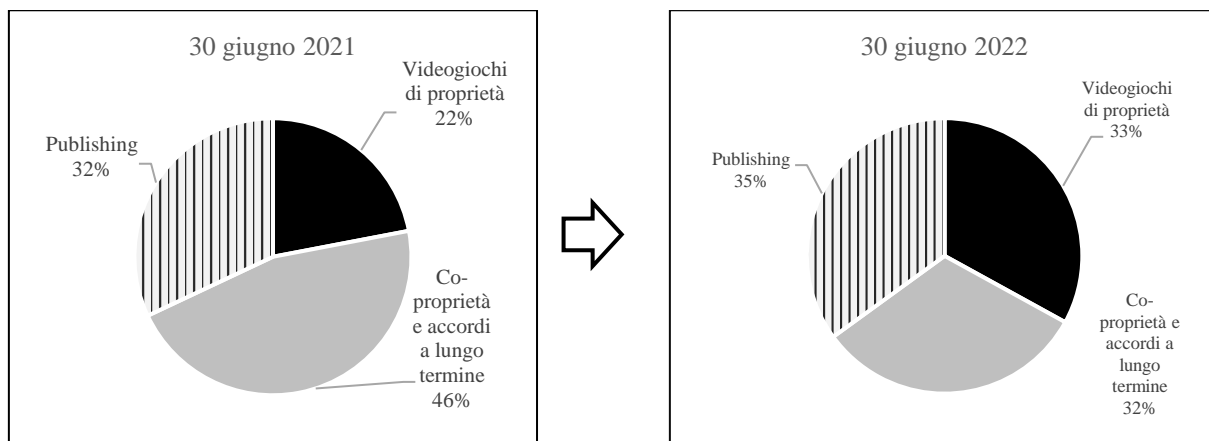 30 giugno 2021
Videogiochi
di proprietà
22%
Publishing
32%
Co-
proprietà
e accordi
a lungo
termine
46%
30 giugno 2022
Videogiochi
di proprietà
33%
Publishing
35%
Co-
proprietà e
accordi a
lungo
termine
32%